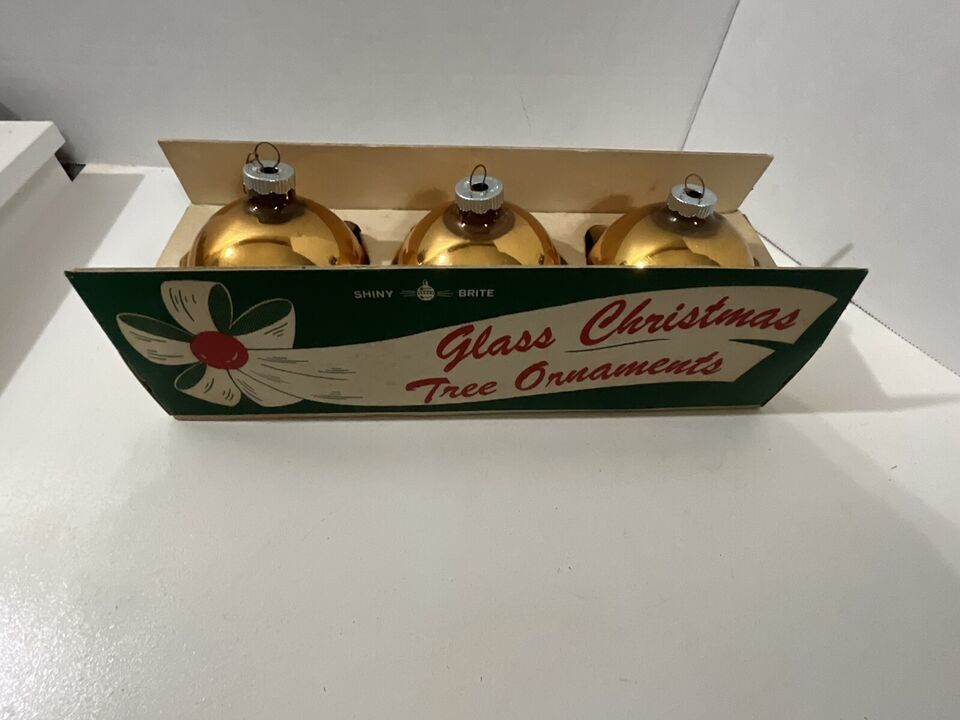 SHINY BRITE
Glass Christmas
Tree Ornaments